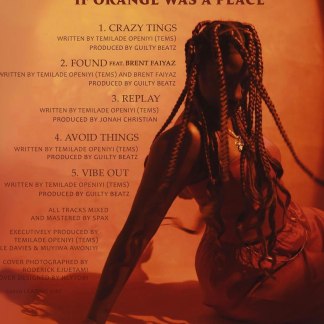 IF ORANGE WAS A PLACE
1. CRAZY TINGS
WRITTEN BY TEMILADE OPENIYI (TEMS)
PRODUCED BY GUILTY BEATZ
2. FOUND FEAT. BRENT FAIYAZ
WRITTEN BY TEMILADE OPENIYI (TEMS) AND BRENT FAIYAZ
PRODUCED BY GUILTY BEATZ
3. REPLAY
WRITTEN BY TEMILADE OPENIYI (TEMS)
PRODUCED BY JONAH CHRISTIAN
4. AVOID THINGS
WRITTEN BY TEMILADE OPENIYI (TEMS)
PRODUCED BY GUILTY BEATZ
5. VIBE OUT
WRITTEN BY TEMILADE OPENIYI (TEMS)
PRODUCED BY GUILTY BEATZ
ALL TRACKS MIXED
AND MASTERED BY SPAX
EXECUTIVELY PRODUCED BY
TEMILADE OPENIYI (TEMS)
DAVIES & MUYIWA AWONIYI
COVER PHOTOGRAPHED BY
RODERICK EJUETAMI
DESIGNED BY